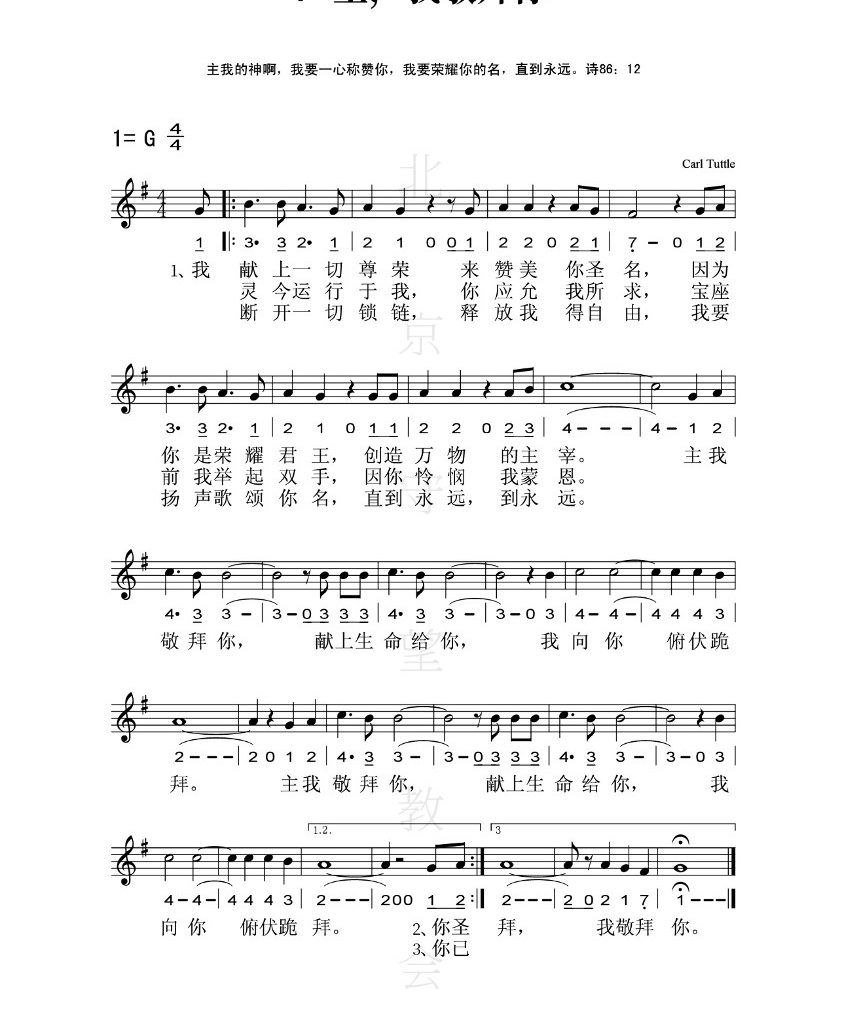 主我的神啊，我要一心称赞你，我要荣耀你的名，直到永远。诗86：12
1= G 4/4
Carl Tuttle
1 |: 3• 3 2• 1 | 2 1 0 0 1 | 2 2 0 2 1 | 7 - 0 1 2 |
1、我 献上一切尊荣 来赞美 你圣名， 因为
灵今运行于我， 你应允 我所求， 宝座
断开一切锁链， 释放我 得自由， 我要
3• 3 2• 1 | 2 1 0 1 1 | 2 2 0 2 3 | 4 - - - | 4 - 1 2
你是荣耀君王， 创造万物 的主宰。 主我
前我举起双手， 因你怜悯 我蒙恩。
扬声歌颂你名， 直到永远， 到永远。
4• 3 3 - | 3 - 0 3 3 3 | 4• 3 3 - | 3 - 0 3 | 4 4 - | 4 4 4 3
敬拜你， 献上生命给你， 我向你 俯伏跪
2 - - - | 2 0 1 2 | 4• 3 3 - | 3 - 0 3 3 3 | 4• 3 3 - | 3 - 0 3
拜。 主我敬拜你， 献上生命给你， 我
1.2. 3
4 - 4 - | 4 4 4 3 | 2 - - - | 2 0 0 1 2 :| 2 - - - | 2 0 2 1 7 | 1 - - - ‖
向你 俯伏跪拜。 2、你圣拜， 我敬拜你。
3、你已
北京守望教会